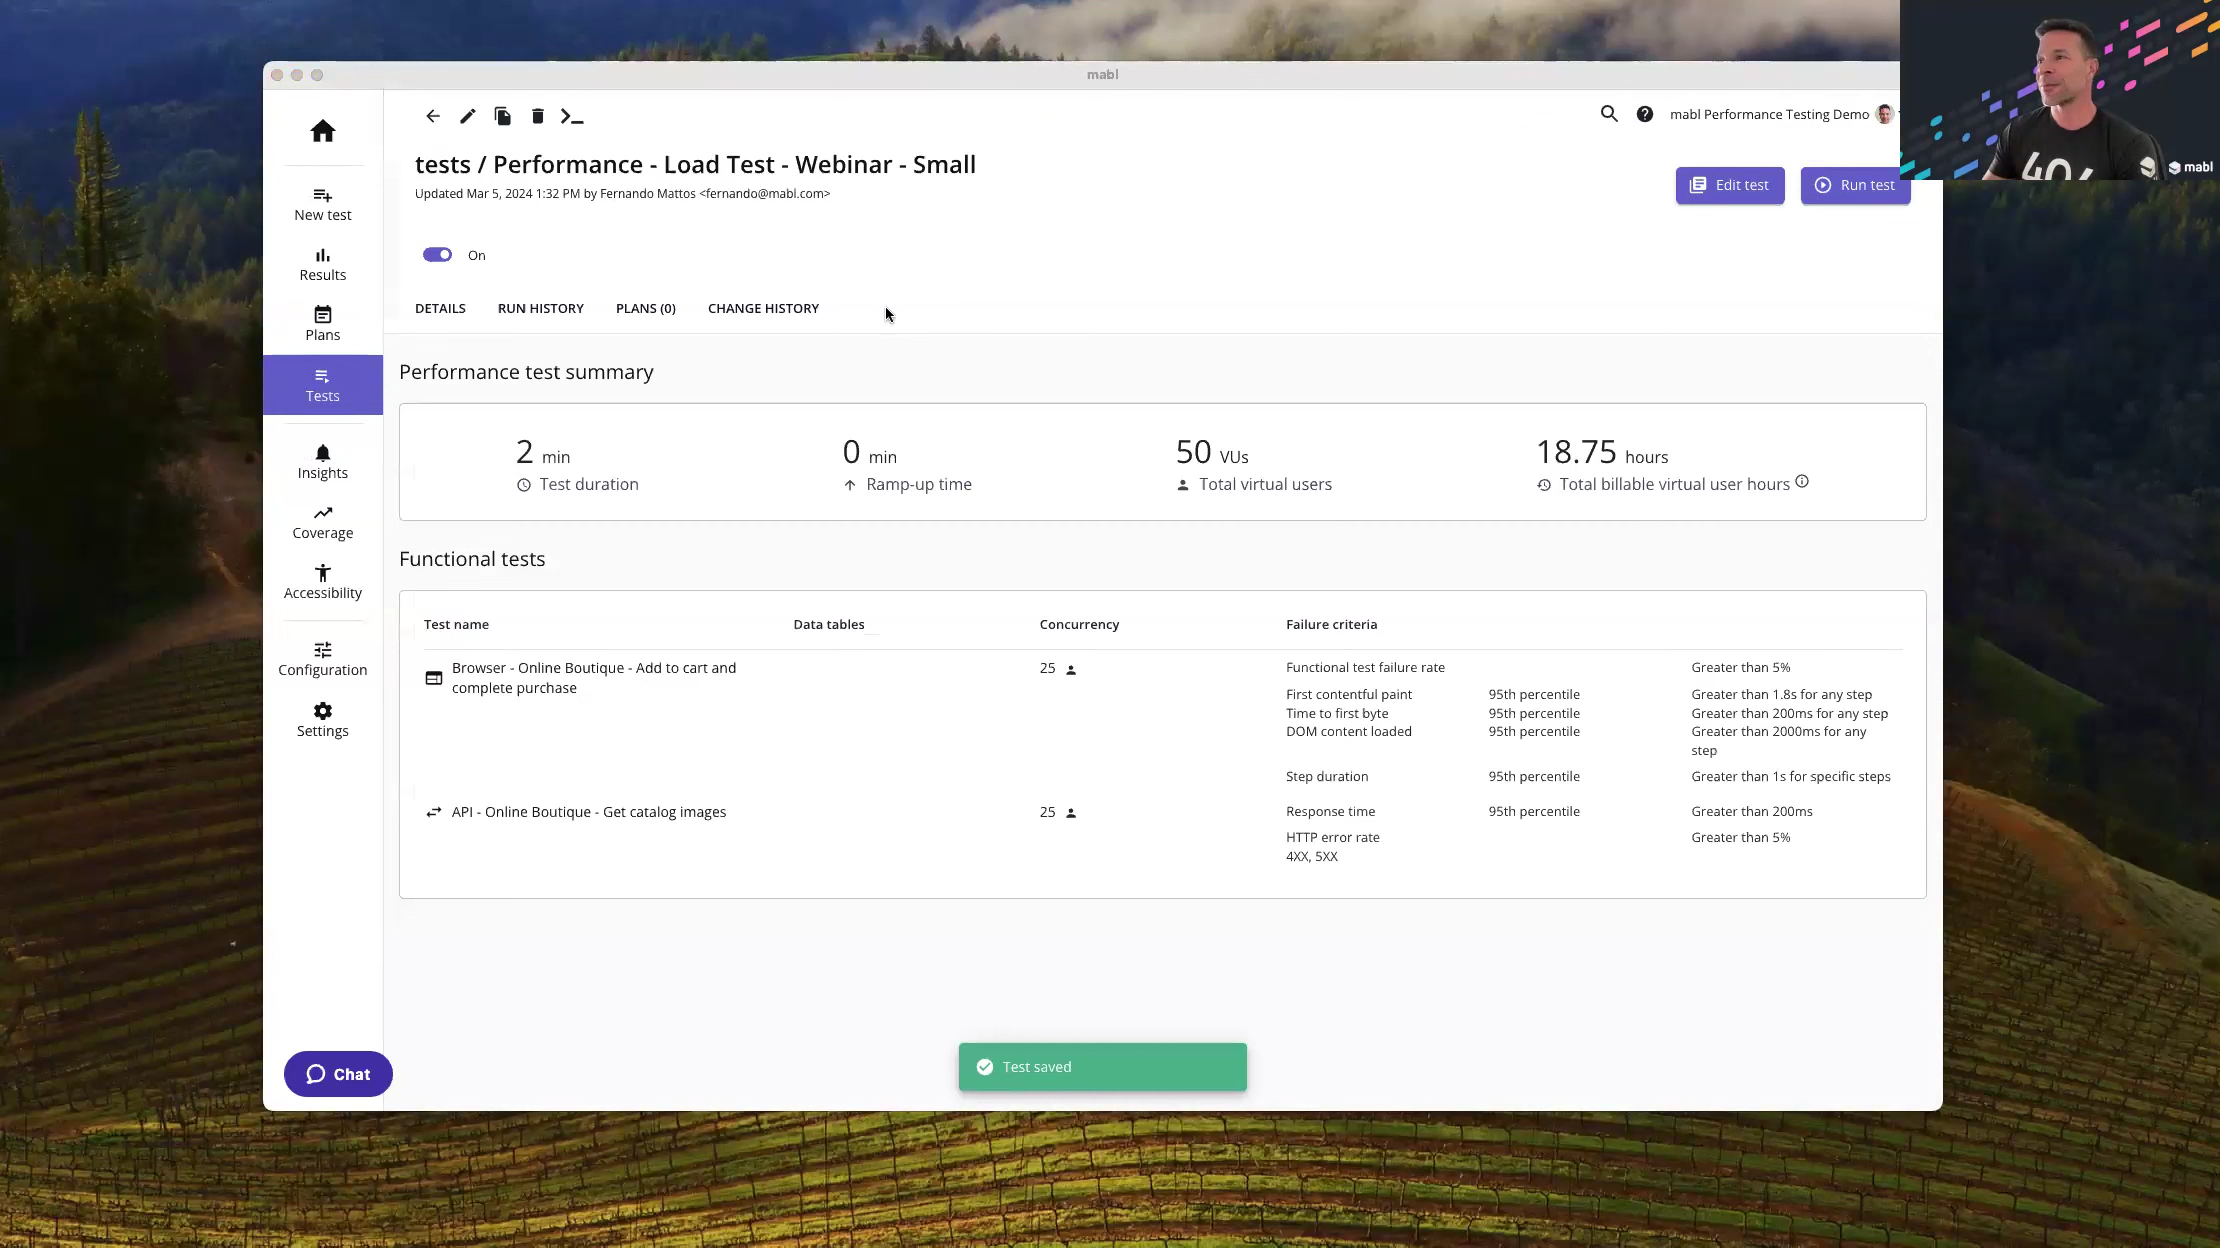 mabl
mabl Performance Testing Demo
tests / Performance - Load Test - Webinar - Small
Updated Mar 5, 2024 1:32 PM by Fernando Mattos <fernando@mabl.com>
Edit test
Run test
404
mabl
On
DETAILS
RUN HISTORY
PLANS (0)
CHANGE HISTORY
New test
Results
Plans
Tests
Insights
Coverage
Accessibility
Configuration
Settings
Chat
Performance test summary
2 min
Test duration
0 min
Ramp-up time
50 VUs
Total virtual users
18.75 hours
Total billable virtual user hours
Functional tests
Test name
Data tables
Concurrency
Failure criteria
Browser - Online Boutique - Add to cart and
complete purchase
25
Functional test failure rate
Greater than 5%
First contentful paint
95th percentile
Greater than 1.8s for any step
Time to first byte
95th percentile
Greater than 200ms for any step
DOM content loaded
95th percentile
Greater than 2000ms for any
step
Step duration
95th percentile
Greater than 1s for specific steps
API - Online Boutique - Get catalog images
25
Response time
95th percentile
Greater than 200ms
HTTP error rate
Greater than 5%
4XX, 5XX
Test saved